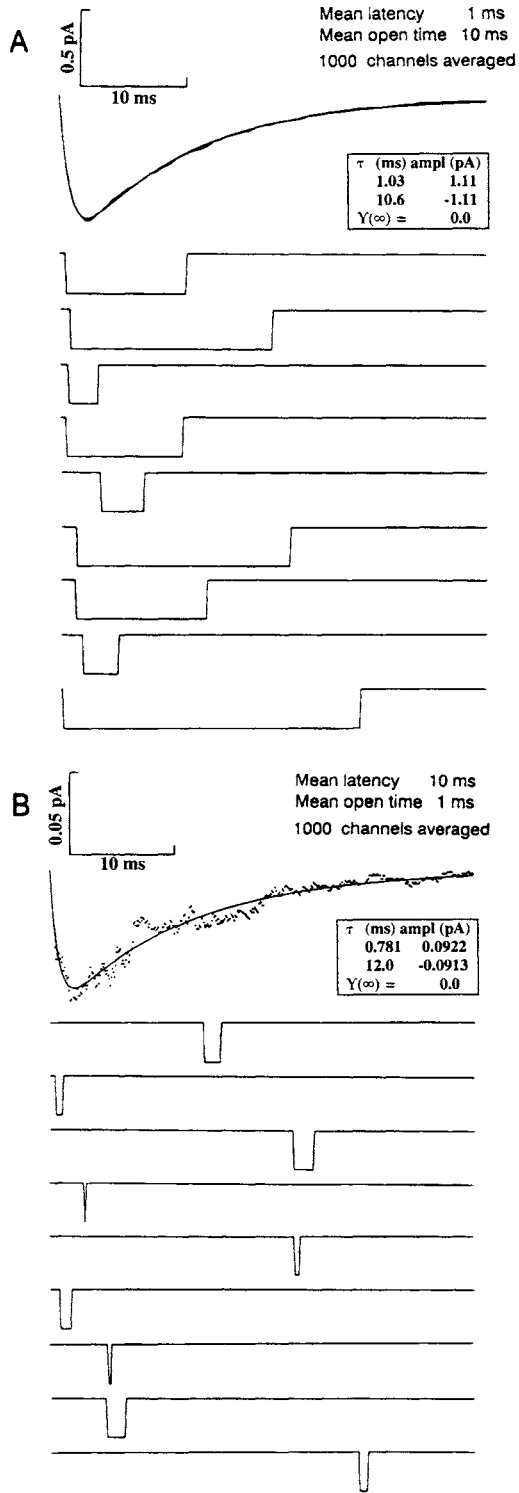 A
0.5 pA
10 ms
Mean latency 1 ms
Mean open time 10 ms
1000 channels averaged
τ (ms) ampl (pA)
1.03 1.11
10.6 -1.11
Y(∞) = 0.0
B
0.05 pA
10 ms
Mean latency 10 ms
Mean open time 1 ms
1000 channels averaged
τ (ms) ampl (pA)
0.781 0.0922
12.0 -0.0913
Y(∞) = 0.0